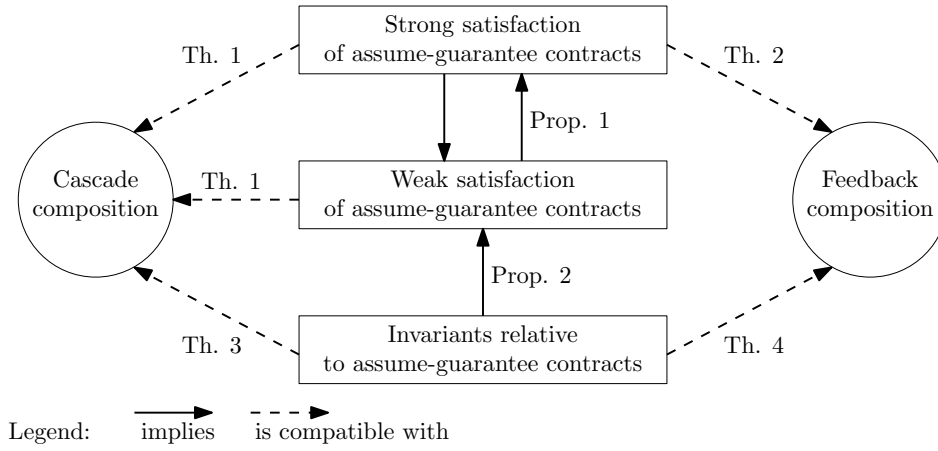 Strong satisfaction
of assume-guarantee contracts
Th. 1
Th. 2
Prop. 1
Cascade
composition
Th. 1
Weak satisfaction
of assume-guarantee contracts
Feedback
composition
Prop. 2
Th. 3
Invariants relative
to assume-guarantee contracts
Th. 4
Legend:
implies
is compatible with